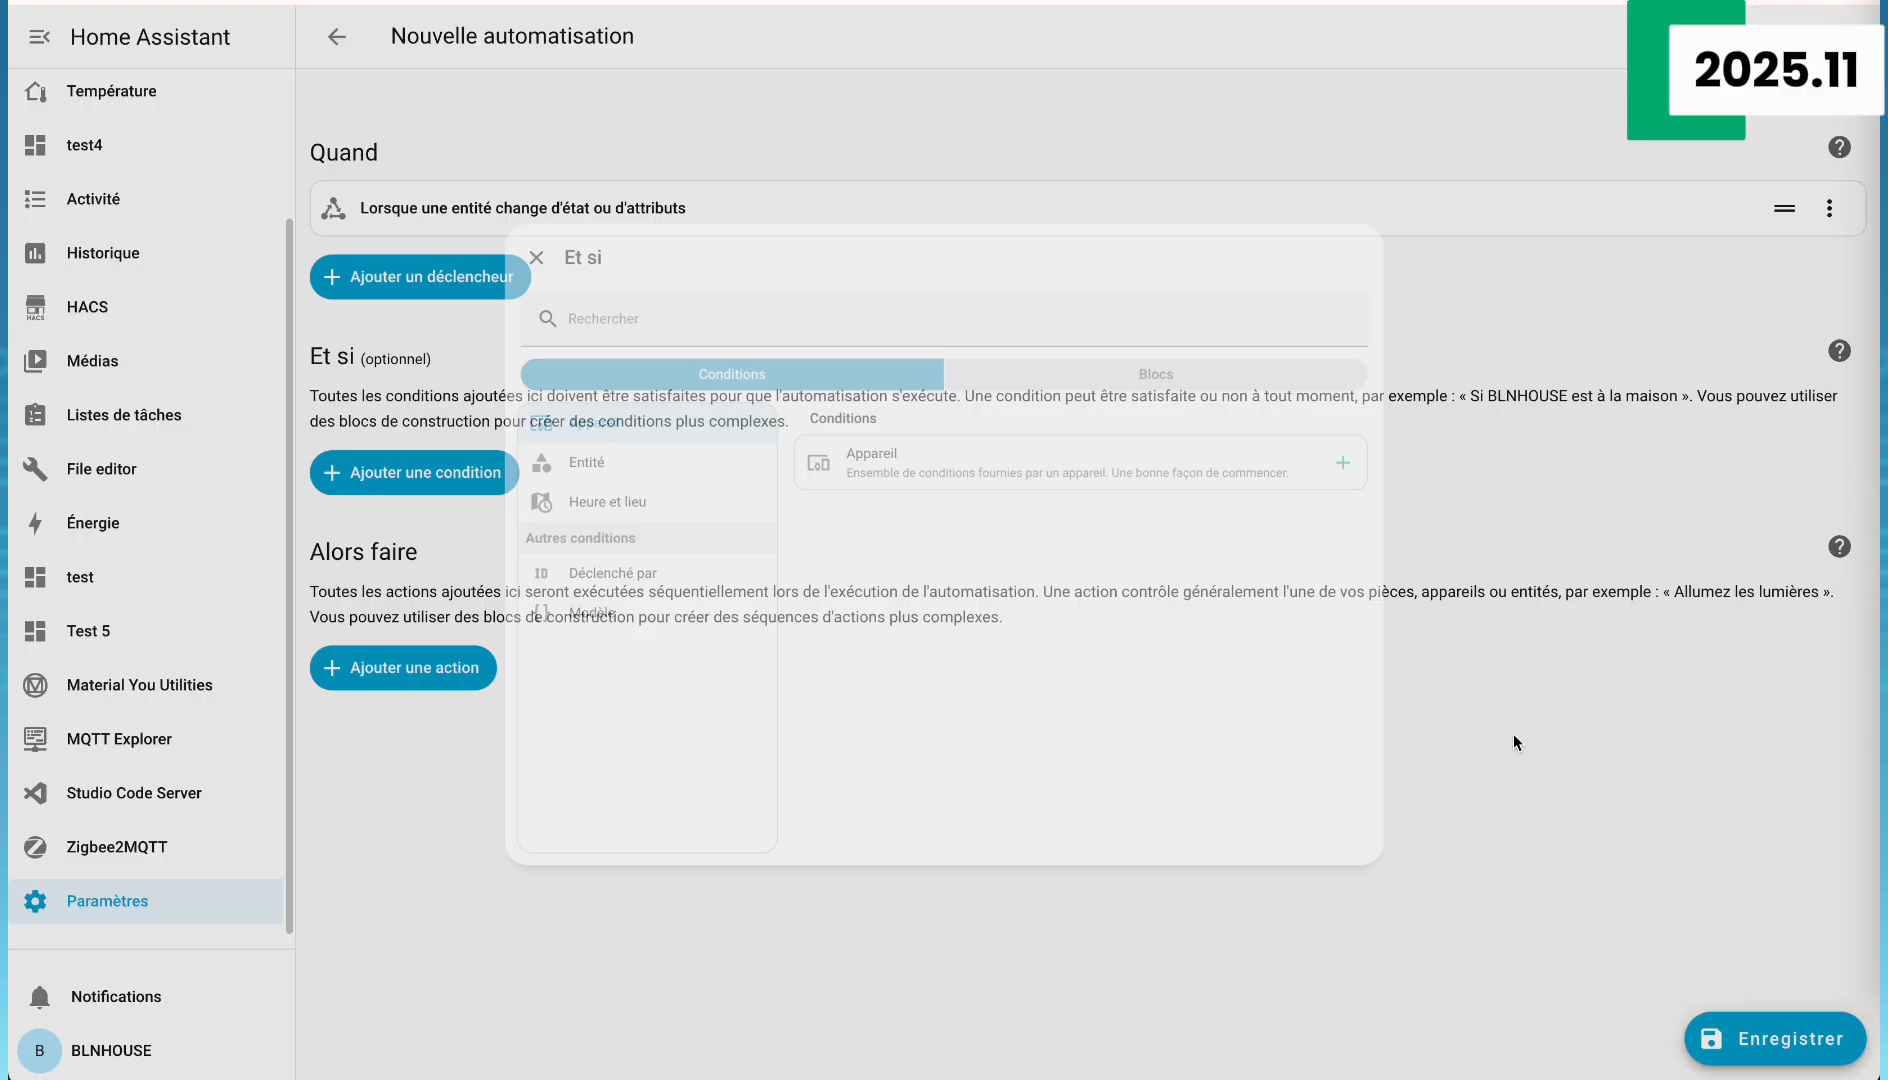 Home Assistant
Température
test4
Activité
Historique
HACS
HACS
Médias
Listes de tâches
File editor
Énergie
test
Test 5
Material You Utilities
MQTT Explorer
Studio Code Server
Zigbee2MQTT
Paramètres
Notifications
B
BLNHOUSE
Nouvelle automatisation
2025.11
Quand
Lorsque une entité change d'état ou d'attributs
Ajouter un déclencheur
Et si (optionnel)
Toutes les conditions ajoutées ici doivent être satisfaites pour que l'automatisation s'exécute. Une condition peut être satisfaite ou non à tout moment, par exemple : « Si BLNHOUSE est à la maison ». Vous pouvez utiliser
des blocs de construction pour créer des conditions plus complexes.
Ajouter une condition
Alors faire
Toutes les actions ajoutées ici seront exécutées séquentiellement lors de l'exécution de l'automatisation. Une action contrôle généralement l'une de vos pièces, appareils ou entités, par exemple : « Allumez les lumières ».
Vous pouvez utiliser des blocs de construction pour créer des séquences d'actions plus complexes.
Ajouter une action
Et si
Rechercher
Conditions
Blocs
Appareil
Entité
Heure et lieu
Autres conditions
ID
Déclenché par
Modèle
Conditions
Appareil
Ensemble de conditions fournies par un appareil. Une bonne façon de commencer.
Enregistrer